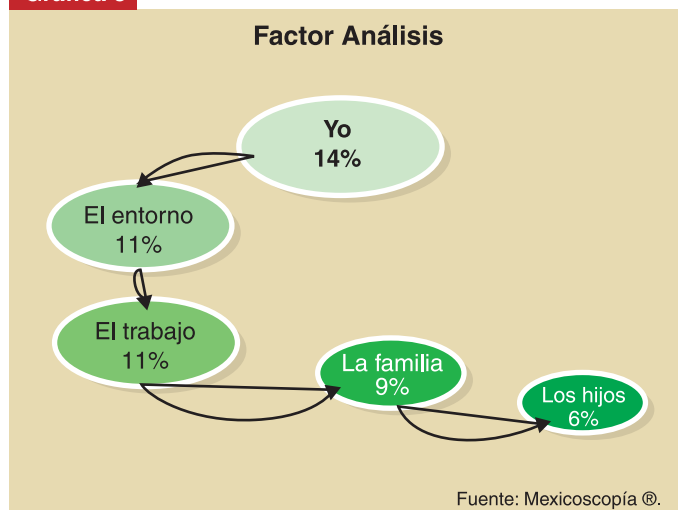 Factor Análisis
Yo
14%
El entorno
11%
El trabajo
11%
La familia
9%
Los hijos
6%
Fuente: Mexicoscopía ®.